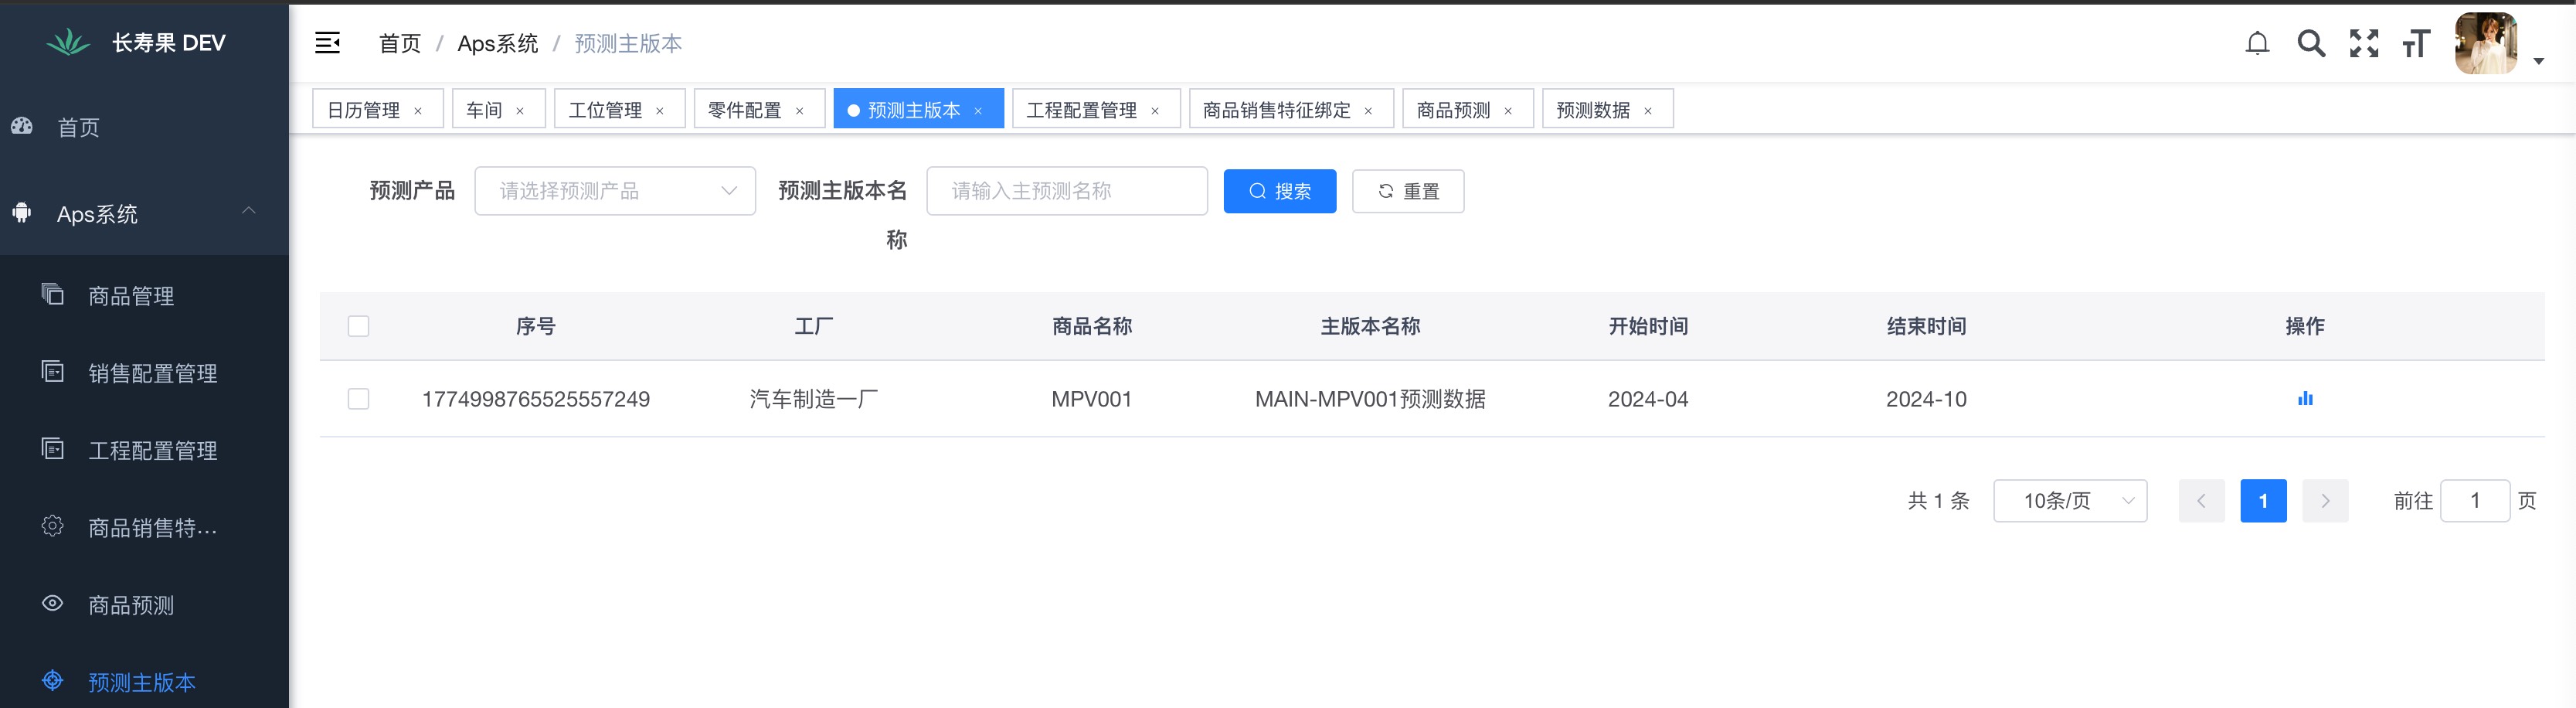 长寿果 DEV
首页 / Aps系统 / 预测主版本
日历管理 × 车间 × 工位管理 × 零件配置 × 预测主版本 × 工程配置管理 × 商品销售特征绑定 × 商品预测 × 预测数据 ×
首页
Aps系统
商品管理
销售配置管理
工程配置管理
商品销售特...
商品预测
预测主版本
预测产品 请选择预测产品 预测主版本名 请输入主预测名称 搜索 重置
称
序号 工厂 商品名称 主版本名称 开始时间 结束时间 操作
1774998765525557249 汽车制造一厂 MPV001 MAIN-MPV001预测数据 2024-04 2024-10
共 1 条 10条/页 1 前往 1 页